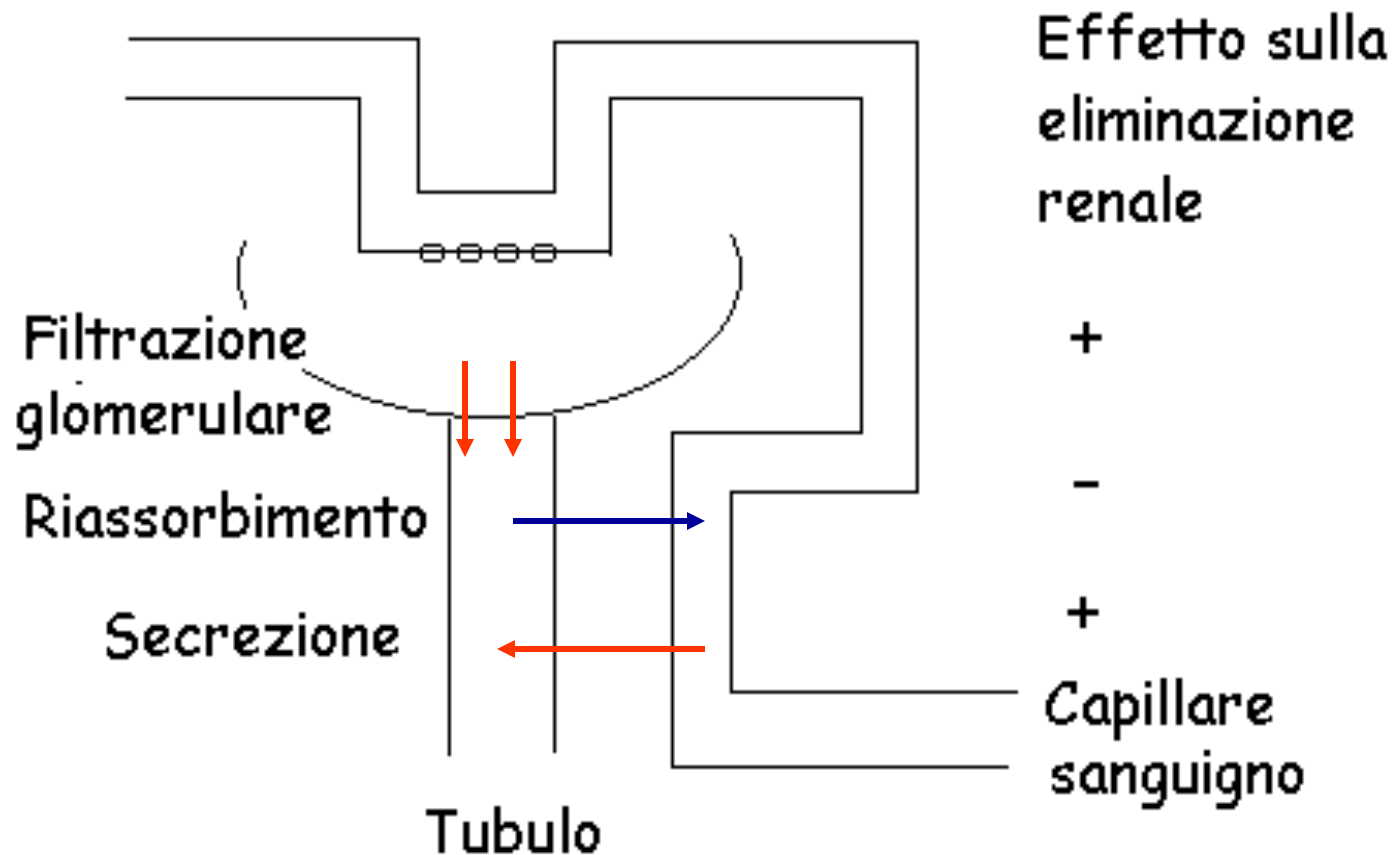 Effetto sulla
eliminazione
renale
Filtrazione
glomerulare
+
Riassorbimento
-
Secrezione
+
Capillare
sanguigno
Tubulo